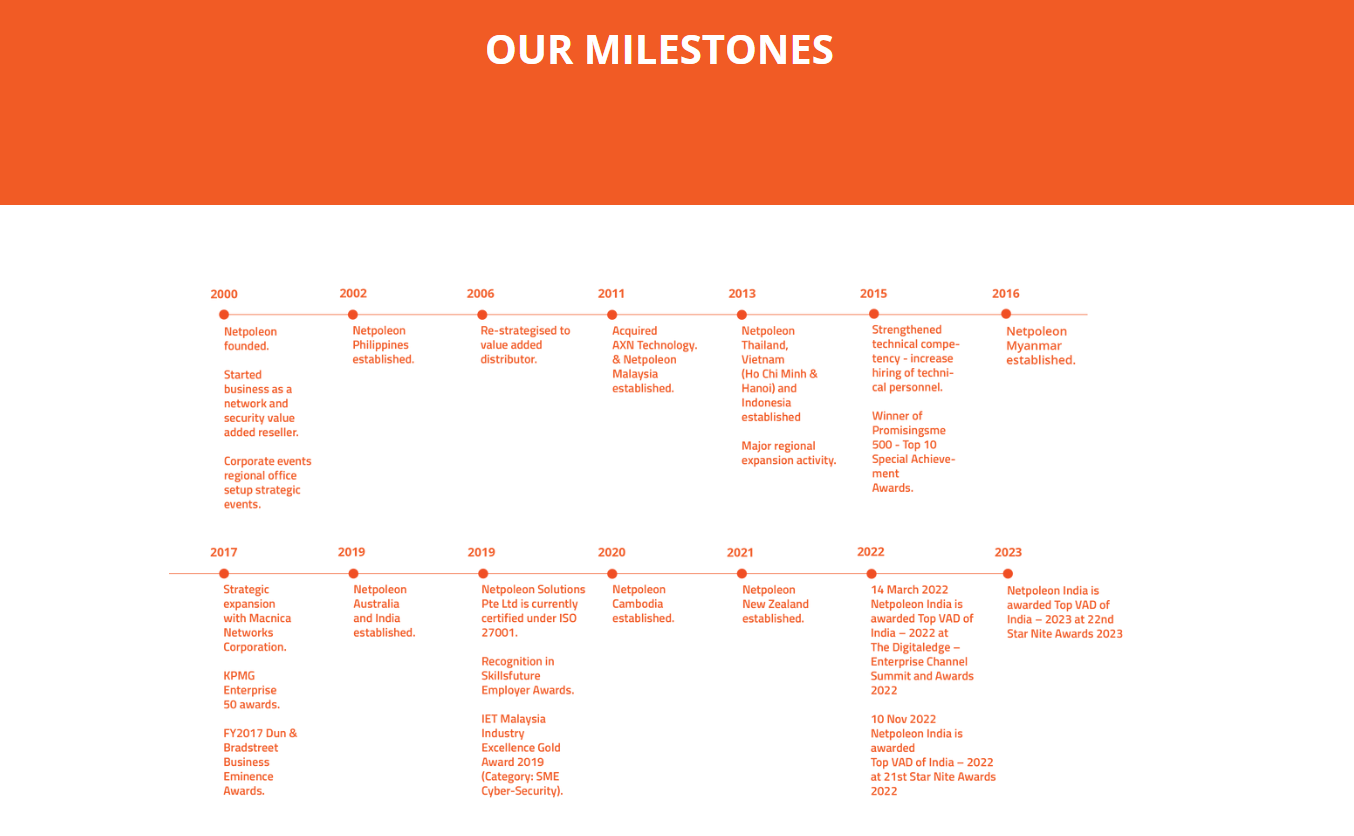 OUR MILESTONES
2000
Netpoleon
founded.
Started
business as a
network and
security value
added reseller.
Corporate events
regional office
setup strategic
events.
2002
Netpoleon
Philippines
established.
2006
Re-strategised to
value added
distributor.
2011
Acquired
AXN Technology.
& Netpoleon
Malaysia
established.
2013
Netpoleon
Thailand,
Vietnam
(Ho Chi Minh &
Hanoi) and
Indonesia
established
Major regional
expansion activity.
2015
Strengthened
technical compe-
tency - increase
hiring of techni-
cal personnel.
Winner of
Promisingsme
500 - Top 10
Special Achieve-
ment
Awards.
2016
Netpoleon
Myanmar
established.
2017
Strategic
expansion
with Macnica
Networks
Corporation.
KPMG
Enterprise
50 awards.
FY2017 Dun &
Bradstreet
Business
Eminence
Awards.
2019
Netpoleon
Australia
and India
established.
2019
Netpoleon Solutions
Pte Ltd is currently
certified under ISO
27001.
Recognition in
Skillsfuture
Employer Awards.
IET Malaysia
Industry
Excellence Gold
Award 2019
(Category: SME
Cyber-Security).
2020
Netpoleon
Cambodia
established.
2021
Netpoleon
New Zealand
established.
2022
14 March 2022
Netpoleon India is
awarded Top VAD of
India – 2022 at
The Digitaledge –
Enterprise Channel
Summit and Awards
2022
10 Nov 2022
Netpoleon India is
awarded
Top VAD of India – 2022
at 21st Star Nite Awards
2022
2023
Netpoleon India is
awarded Top VAD of
India – 2023 at 22nd
Star Nite Awards 2023